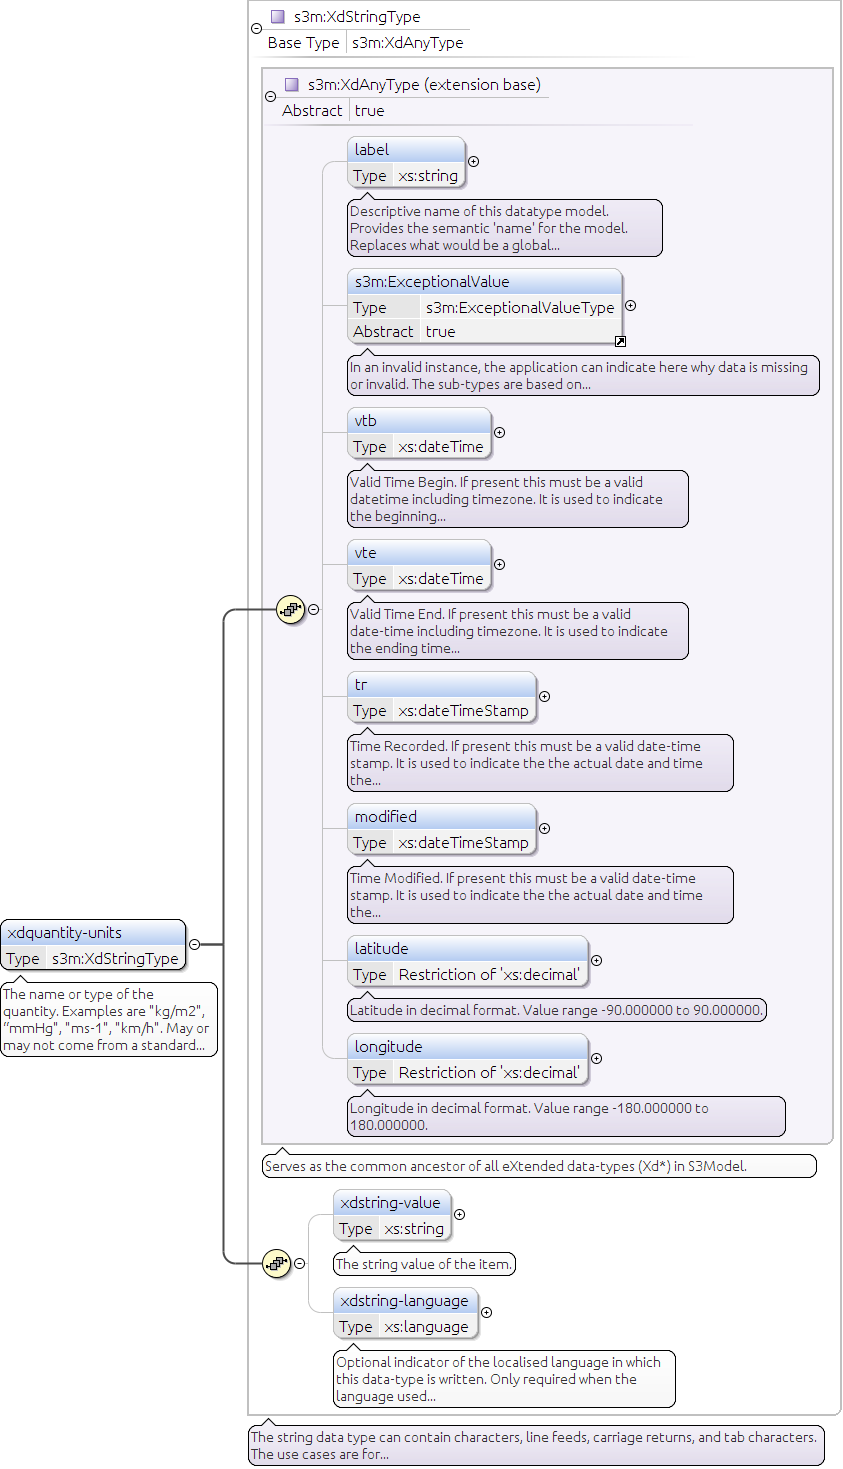 s3m:XdStringType
Base Type s3m:XdAnyType
s3m:XdAnyType (extension base)
Abstract true
label
Type xs:string
Descriptive name of this datatype model.
Provides the semantic 'name' for the model.
Replaces what would be a global...
s3m:ExceptionalValue
Type s3m:ExceptionalValueType
Abstract true
In an invalid instance, the application can indicate here why data is missing
or invalid. The sub-types are based on...
vtb
Type xs:dateTime
Valid Time Begin. If present this must be a valid
datetime including timezone. It is used to indicate
the beginning...
vte
Type xs:dateTime
Valid Time End. If present this must be a valid
date-time including timezone. It is used to indicate
the ending time...
tr
Type xs:dateTimeStamp
Time Recorded. If present this must be a valid date-time
stamp. It is used to indicate the the actual date and time
the...
modified
Type xs:dateTimeStamp
Time Modified. If present this must be a valid date-time
stamp. It is used to indicate the the actual date and time
the...
xdquantity-units
Type s3m:XdStringType
The name or type of the
quantity. Examples are "kg/m2",
“mmHg", "ms-1", "km/h". May or
may not come from a standard...
latitude
Type Restriction of 'xs:decimal'
Latitude in decimal format. Value range -90.000000 to 90.000000.
longitude
Type Restriction of 'xs:decimal'
Longitude in decimal format. Value range -180.000000 to
180.000000.
Serves as the common ancestor of all eXtended data-types (Xd*) in S3Model.
xdstring-value
Type xs:string
The string value of the item.
xdstring-language
Type xs:language
Optional indicator of the localised language in which
this data-type is written. Only required when the
language used...
The string data type can contain characters, line feeds, carriage returns, and tab characters.
The use cases are for...